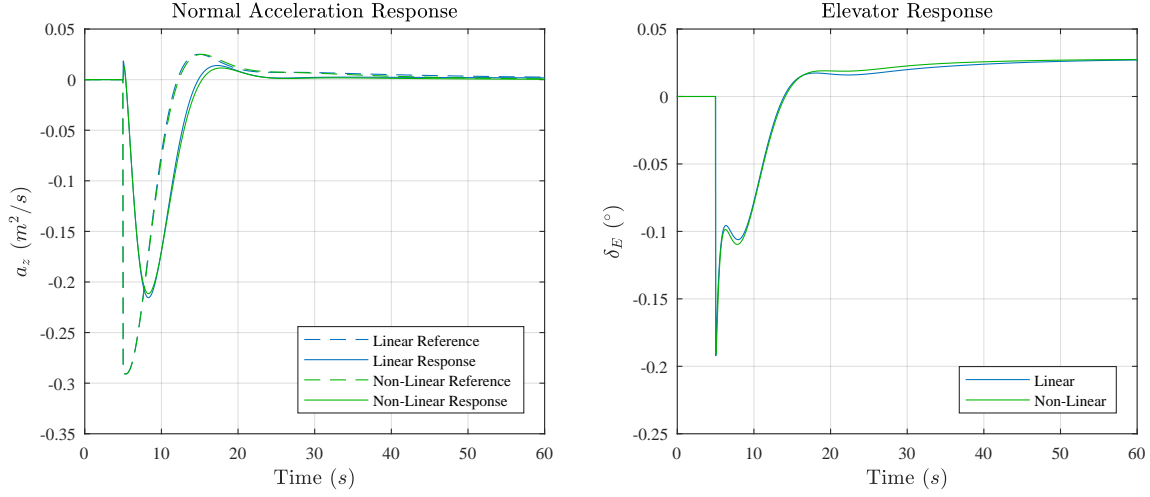 Normal Acceleration Response
0.05
0
-0.05
-0.1
-0.15
-0.2
-0.25
-0.3
-0.35
a_z (m^2/s)
Linear Reference
Linear Response
Non-Linear Reference
Non-Linear Response
0 10 20 30 40 50 60
Time (s)
Elevator Response
0.05
0
-0.05
-0.1
-0.15
-0.2
-0.25
δ_E (°)
Linear
Non-Linear
0 10 20 30 40 50 60
Time (s)